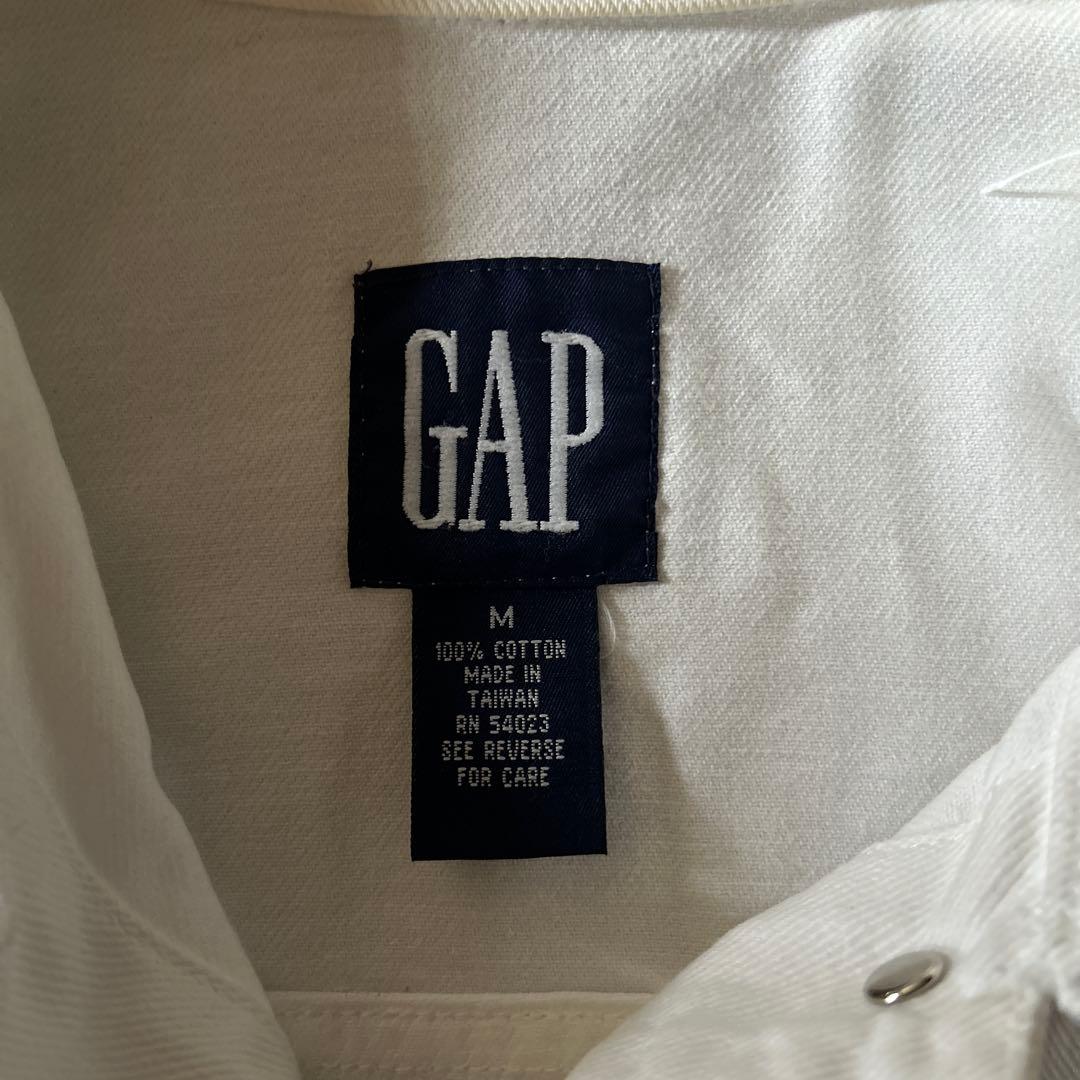 GAP
M
100% COTTON
MADE IN
TAIWAN
RN 54023
SEE REVERSE
FOR CARE